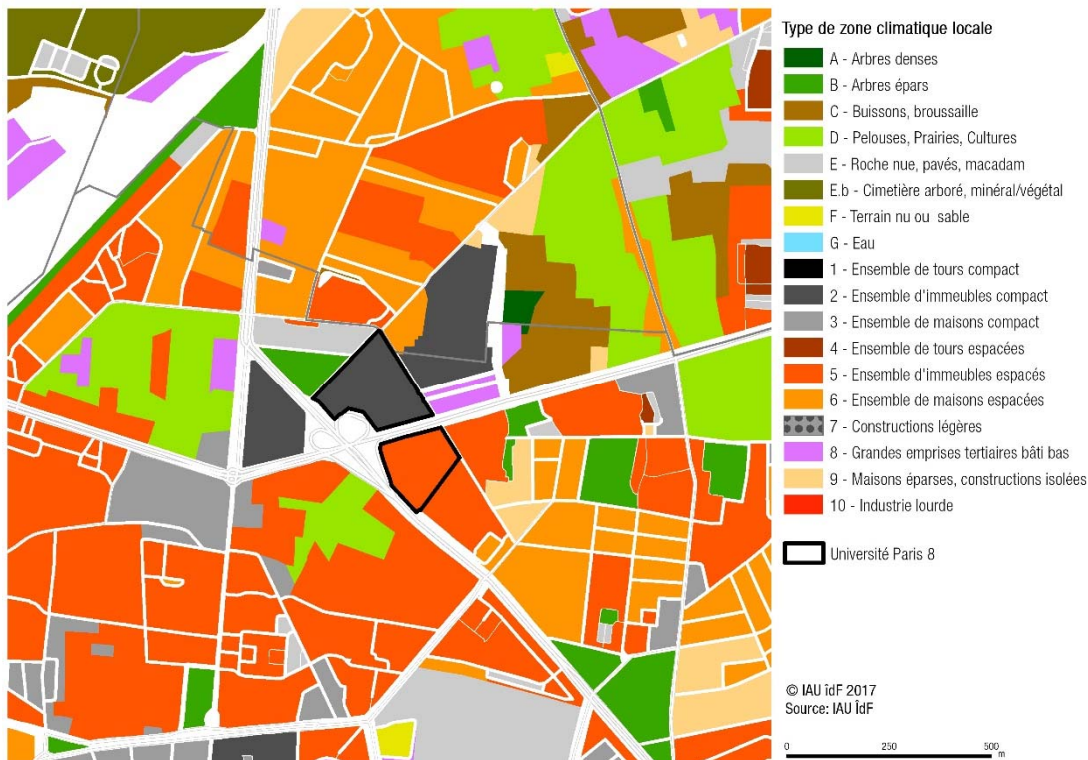 Type de zone climatique locale
A - Arbres denses
B - Arbres épars
C - Buissons, broussaille
D - Pelouses, Prairies, Cultures
E - Roche nue, pavés, macadam
E.b - Cimetière arboré, minéral/végétal
F - Terrain nu ou sable
G - Eau
1 - Ensemble de tours compact
2 - Ensemble d'immeubles compact
3 - Ensemble de maisons compact
4 - Ensemble de tours espacées
5 - Ensemble d'immeubles espacés
6 - Ensemble de maisons espacées
7 - Constructions légères
8 - Grandes emprises tertiaires bâti bas
9 - Maisons éparses, constructions isolées
10 - Industrie lourde
Université Paris 8
© IAU îdF 2017
Source: IAU ÎdF
0 250 500
m